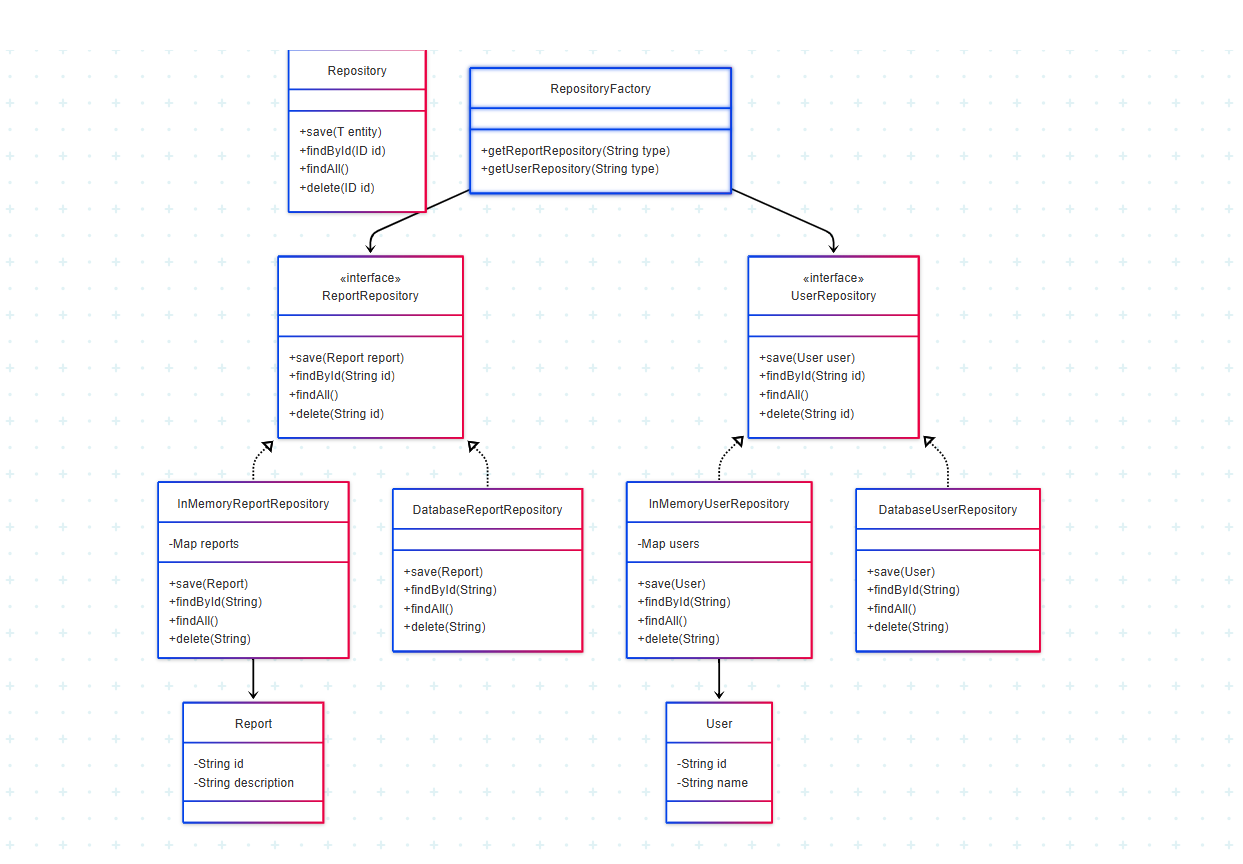 Repository
+save(T entity)
+findById(ID id)
+findAll()
+delete(ID id)
RepositoryFactory
+getReportRepository(String type)
+getUserRepository(String type)
«interface»
ReportRepository
+save(Report report)
+findById(String id)
+findAll()
+delete(String id)
«interface»
UserRepository
+save(User user)
+findById(String id)
+findAll()
+delete(String id)
InMemoryReportRepository
-Map reports
+save(Report)
+findById(String)
+findAll()
+delete(String)
DatabaseReportRepository
+save(Report)
+findById(String)
+findAll()
+delete(String)
InMemoryUserRepository
-Map users
+save(User)
+findById(String)
+findAll()
+delete(String)
DatabaseUserRepository
+save(User)
+findById(String)
+findAll()
+delete(String)
Report
-String id
-String description
User
-String id
-String name